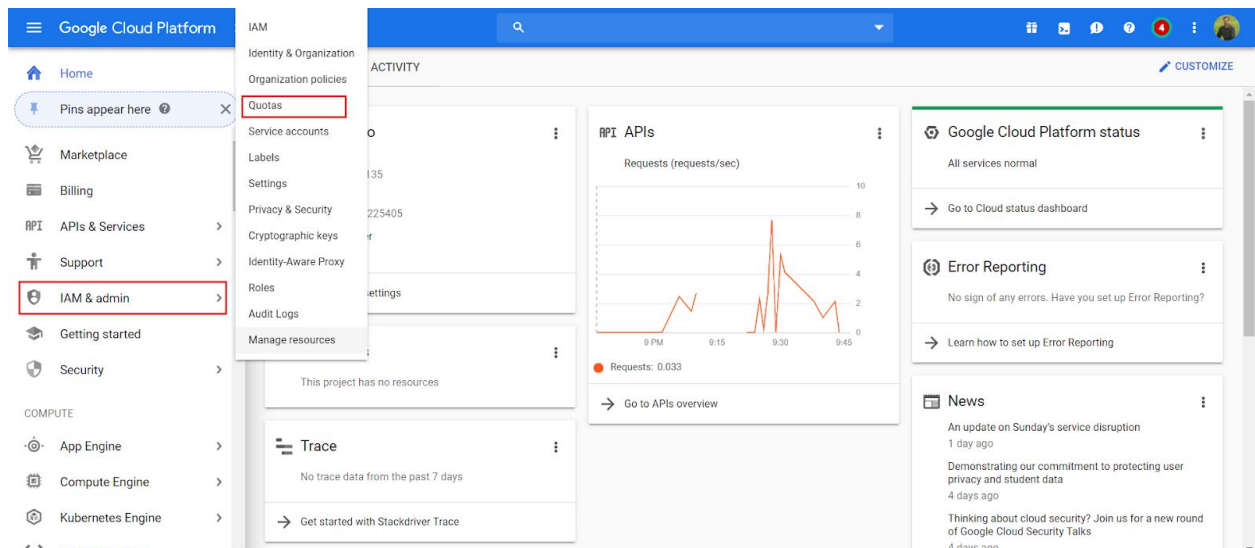 Google Cloud Platform
4
Home
Pins appear here
Marketplace
Billing
API APIs & Services
Support
IAM & admin
Getting started
Security
COMPUTE
App Engine
Compute Engine
Kubernetes Engine
IAM
Identity & Organization
Organization policies
Quotas
Service accounts
Labels
Settings
Privacy & Security
Cryptographic keys
Identity-Aware Proxy
Roles
Audit Logs
Manage resources
ACTIVITY
CUSTOMIZE
o
135
225405
er
settings
s
This project has no resources
Trace
No trace data from the past 7 days
Get started with Stackdriver Trace
API APIs
Requests (requests/sec)
10
8
6
4
2
0
9 PM
9:15
9:30
9:45
Requests: 0.033
Go to APIs overview
Google Cloud Platform status
All services normal
Go to Cloud status dashboard
Error Reporting
No sign of any errors. Have you set up Error Reporting?
Learn how to set up Error Reporting
News
An update on Sunday's service disruption
1 day ago
Demonstrating our commitment to protecting user
privacy and student data
4 days ago
Thinking about cloud security? Join us for a new round
of Google Cloud Security Talks
4 days ago